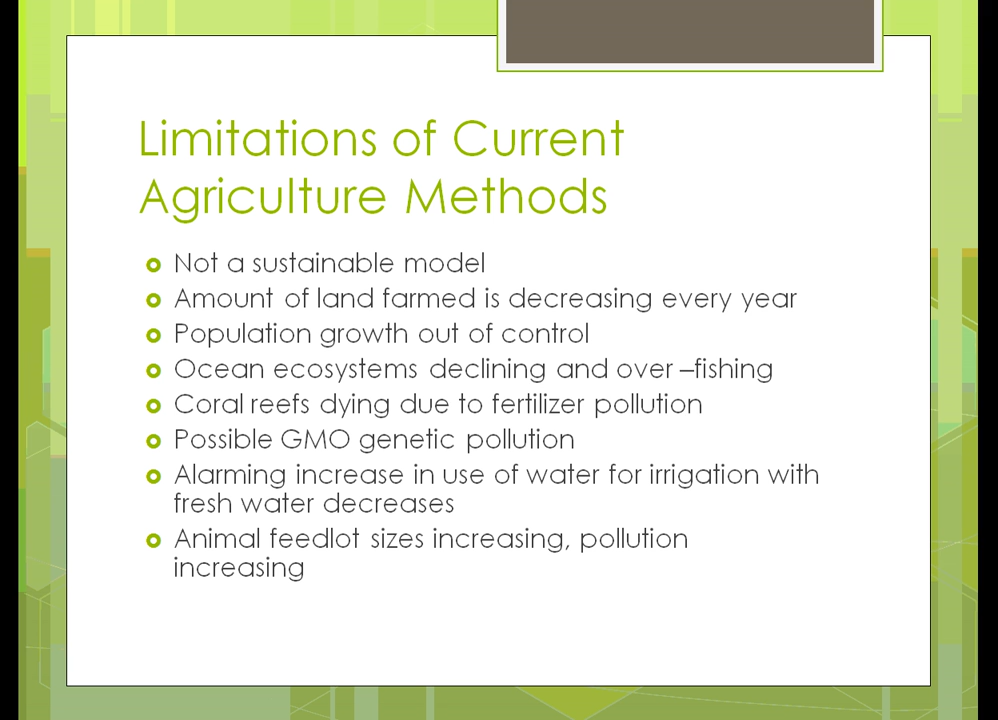 Limitations of Current
Agriculture Methods
Not a sustainable model
Amount of land farmed is decreasing every year
Population growth out of control
Ocean ecosystems declining and over –fishing
Coral reefs dying due to fertilizer pollution
Possible GMO genetic pollution
Alarming increase in use of water for irrigation with
fresh water decreases
Animal feedlot sizes increasing, pollution
increasing